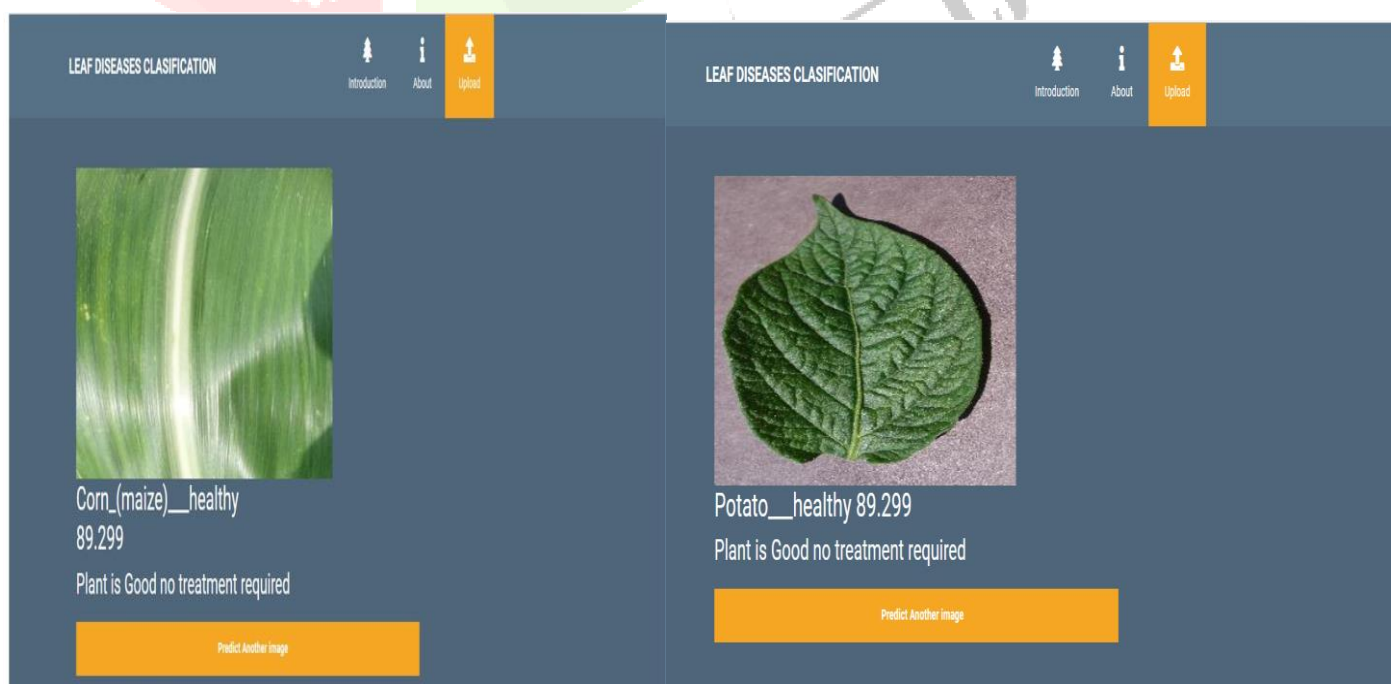 LEAF DISEASES CLASIFICATION
Introduction
About
Upload
Corn_(maize)__healthy
89.299
Plant is Good no treatment required
Predict Another image
LEAF DISEASES CLASIFICATION
Introduction
About
Upload
Potato__healthy 89.299
Plant is Good no treatment required
Predict Another image